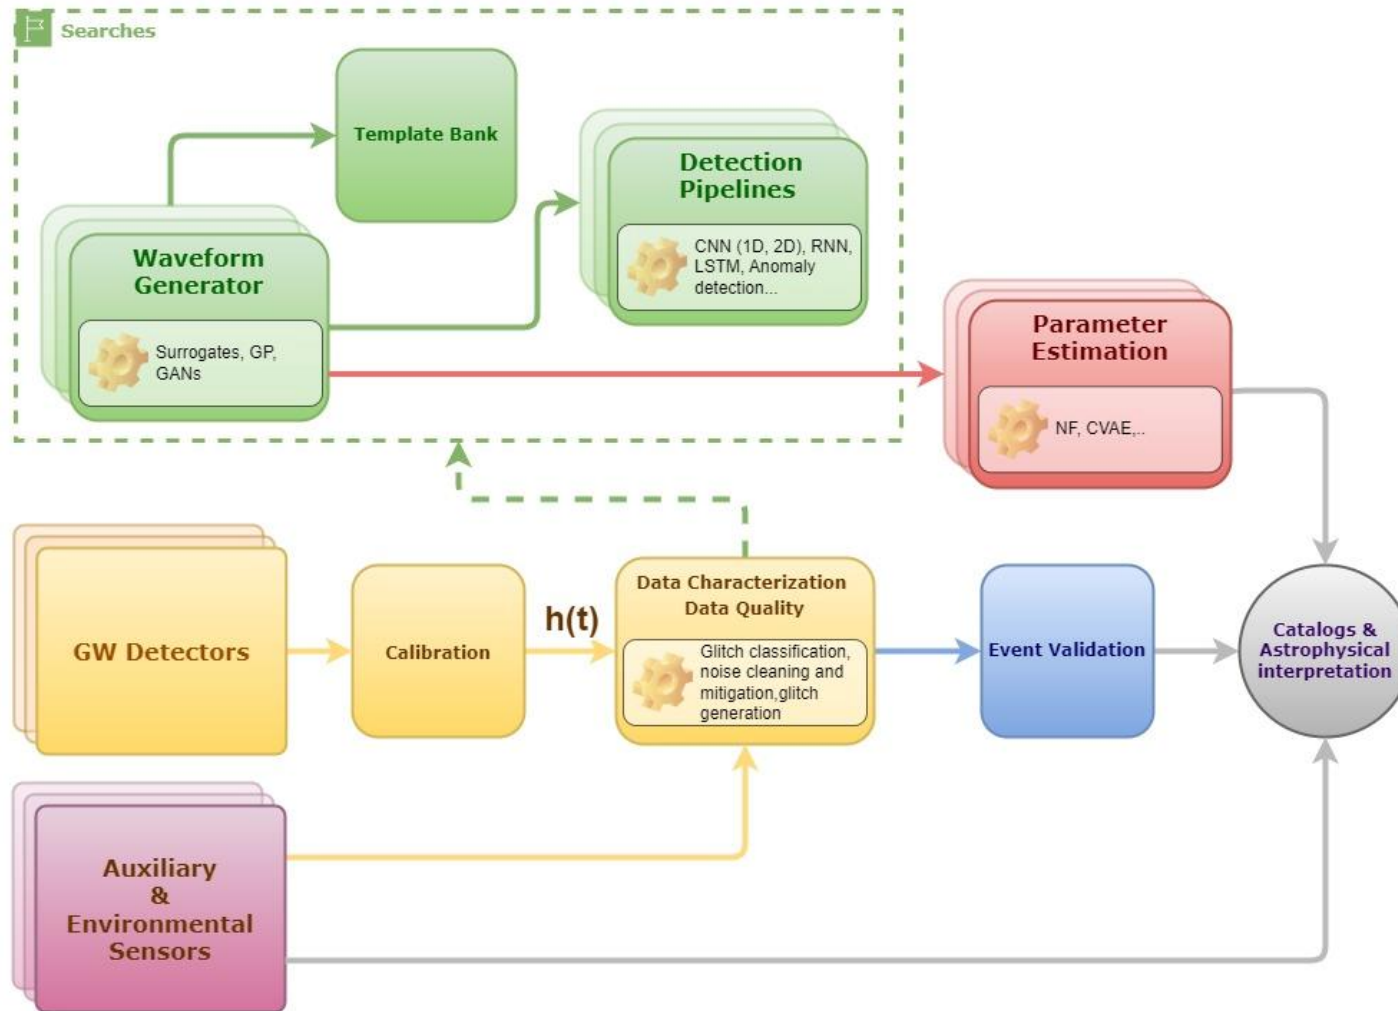 Searches
Template Bank
Detection
Pipelines
CNN (1D, 2D), RNN,
LSTM, Anomaly
detection...
Waveform
Generator
Surrogates, GP,
GANs
Parameter
Estimation
NF, CVAE,..
GW Detectors
Calibration
h(t)
Data Characterization
Data Quality
Glitch classification,
noise cleaning and
mitigation,glitch
generation
Event Validation
Catalogs &
Astrophysical
interpretation
Auxiliary
&
Environmental
Sensors